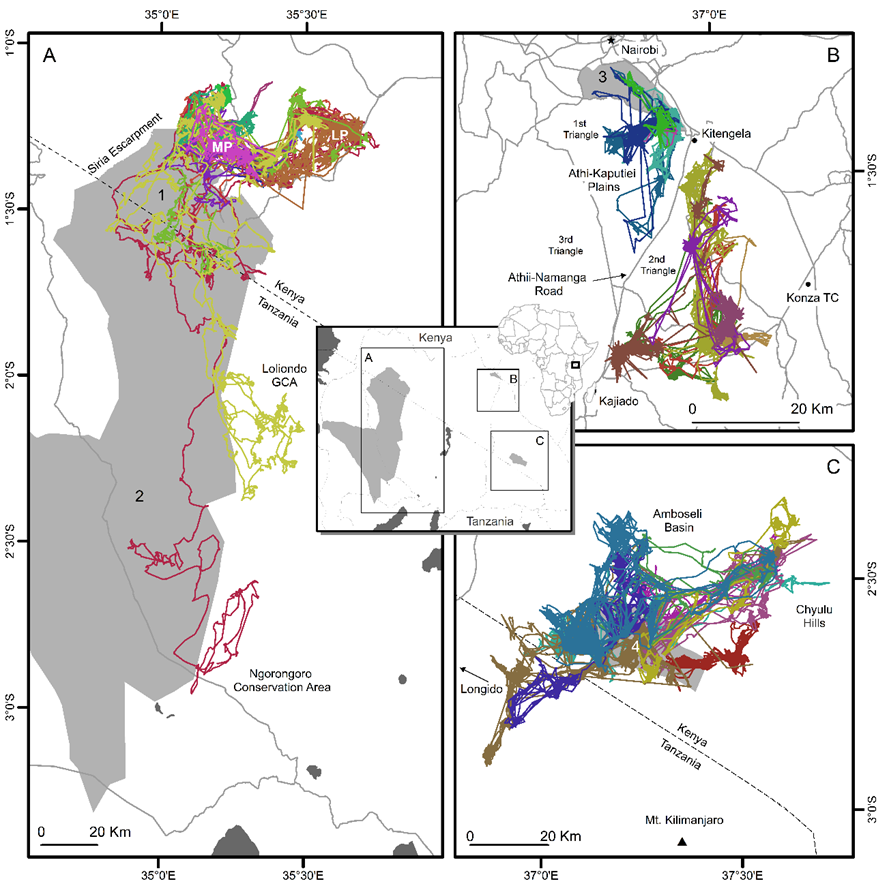 35°0'E
35°30'E
37°0'E
1°0'S
A
MP
LP
Siria Escarpment
1
1°30'S
Kenya
Tanzania
2°0'S
Loliondo
GCA
2
2°30'S
Ngorongoro
Conservation Area
3°0'S
0
20 Km
35°0'E
35°30'E
B
Nairobi
3
1st
Triangle
Kitengela
Athi-Kaputiei
Plains
1°30'S
3rd
Triangle
2nd
Triangle
Athii-Namanga
Road
Konza TC
Kajiado
0
20 Km
Kenya
A
B
C
Tanzania
C
Amboseli
Basin
2°30'S
Chyulu
Hills
4
Longido
Kenya
Tanzania
3°0'S
Mt. Kilimanjaro
0
20 Km
37°0'E
37°30'E